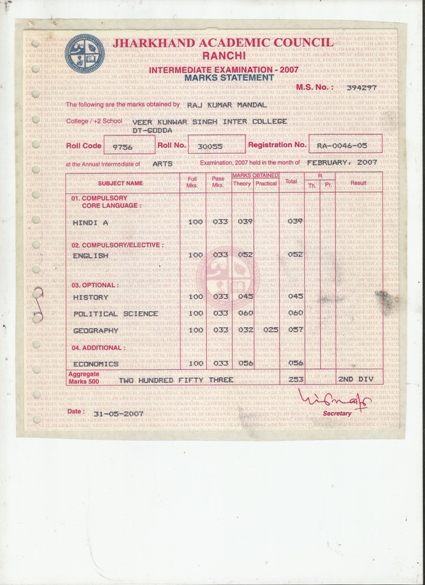 JHARKHAND ACADEMIC COUNCIL
RANCHI
INTERMEDIATE EXAMINATION - 2007
MARKS STATEMENT
M.S. No. : 394297
The following are the marks obtained by RAJ KUMAR MANDAL
College / +2 School VEER KUNWAR SINGH INTER COLLEGE
DT-GODDA
Roll Code 9756 Roll No. 30055 Registration No. RA-0046-05
at the Annual Intermediate of ARTS Examination, 2007 held in the month of FEBRUARY, 2007
SUBJECT NAME Full Mks. Pass Mks. MARKS OBTAINED Theory Practical Total Th. Pr. Result
01. COMPULSORY
CORE LANGUAGE :
HINDI A 100 033 039 039
02. COMPULSORY/ELECTIVE :
ENGLISH 100 033 052 052
03. OPTIONAL :
HISTORY 100 033 045 045
POLITICAL SCIENCE 100 033 060 060
GEOGRAPHY 100 033 032 025 057
04. ADDITIONAL :
ECONOMICS 100 033 056 056
Aggregate
Marks 500 TWO HUNDRED FIFTY THREE 253 2ND DIV
Date : 31-05-2007
Secretary